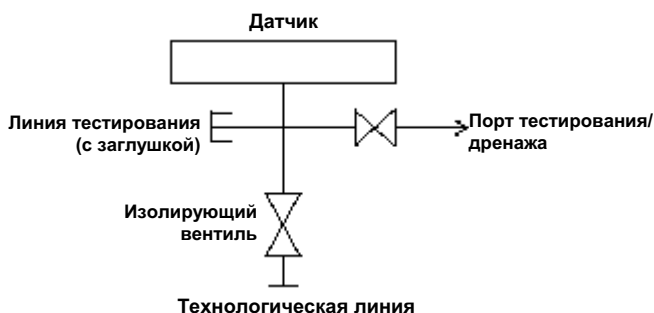 Датчик
Линия тестирования
(с заглушкой)
Порт тестирования/
дренажа
Изолирующий
вентиль
Технологическая линия